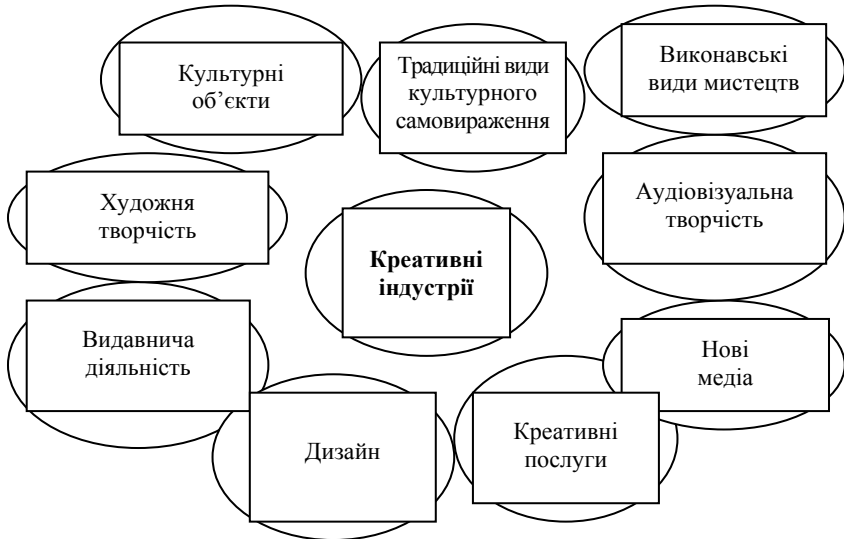 Культурні
об’єкти
Традиційні види
культурного
самовираження
Виконавські
види мистецтв
Художня
творчість
Аудіовізуальна
творчість
Креативні
індустрії
Видавнича
діяльність
Нові
медіа
Дизайн
Креативні
послуги